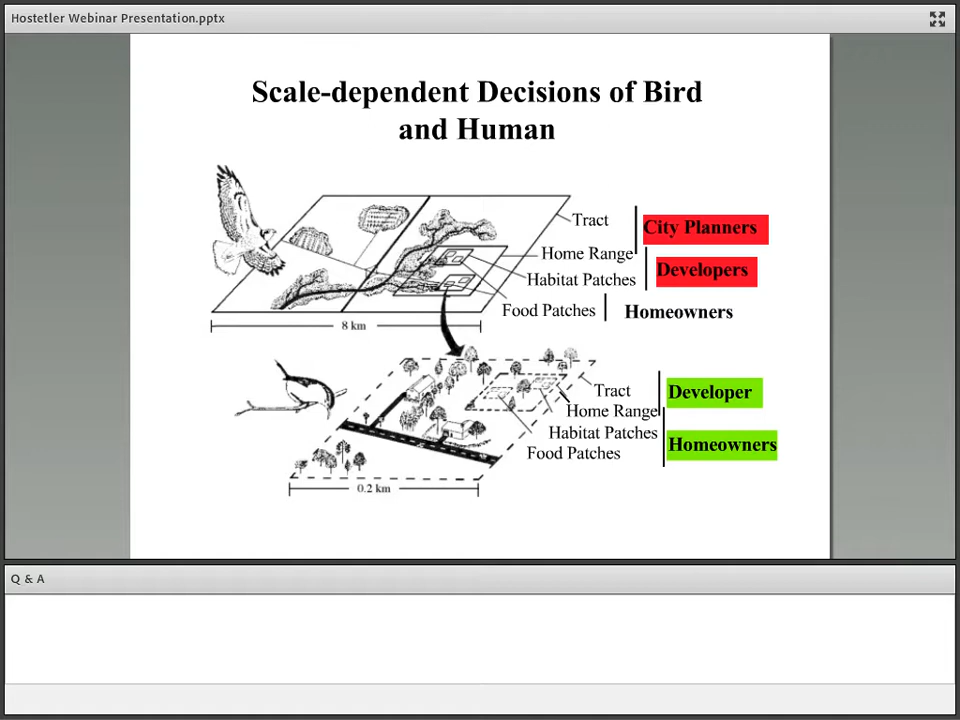 Hostetler Webinar Presentation.pptx
Scale-dependent Decisions of Bird
and Human
Tract
City Planners
Home Range
Developers
Habitat Patches
Food Patches
Homeowners
8 km
Tract
Developer
Home Range
Habitat Patches
Homeowners
Food Patches
0.2 km
Q & A